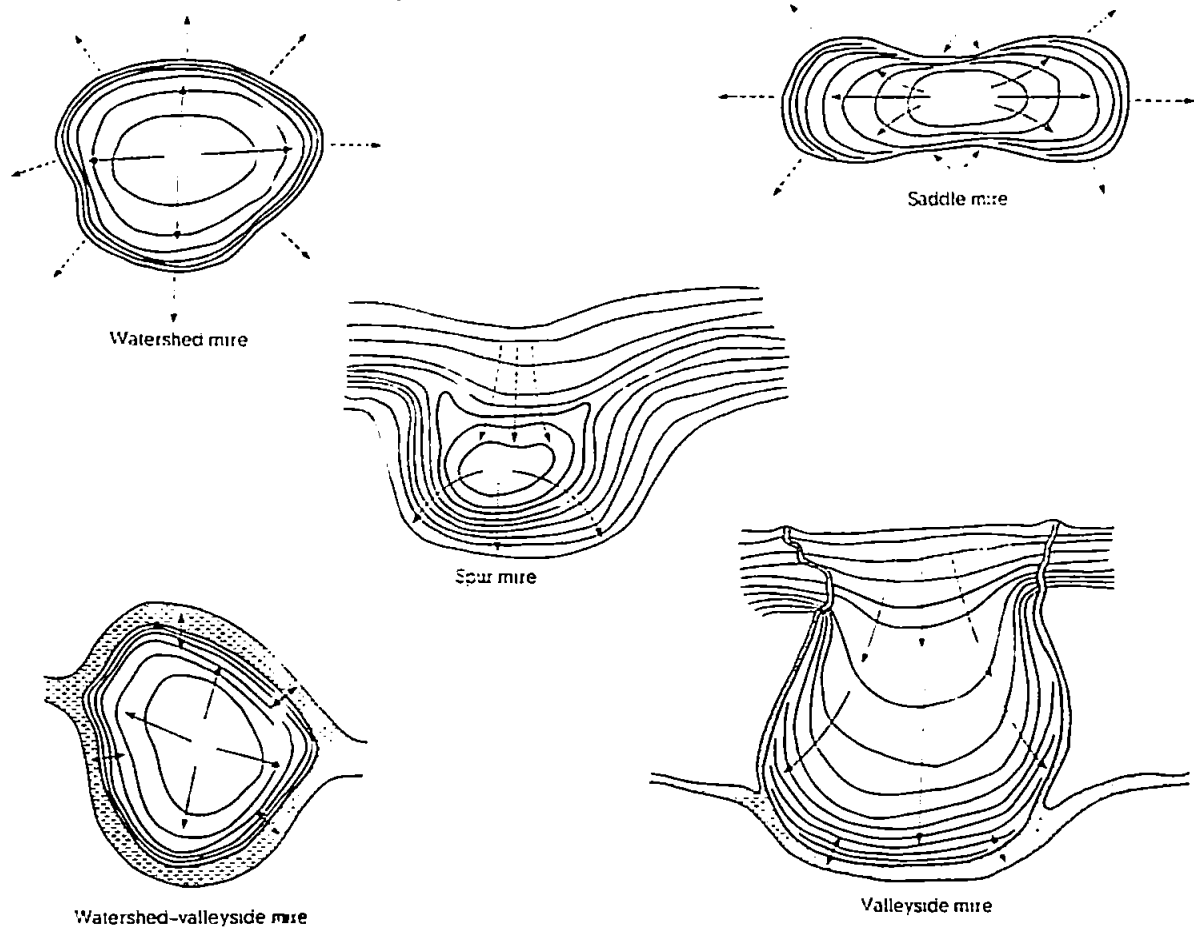 Saddle mire
Watershed mire
Spur mire
Valleyside mire
Watershed–valleyside mire